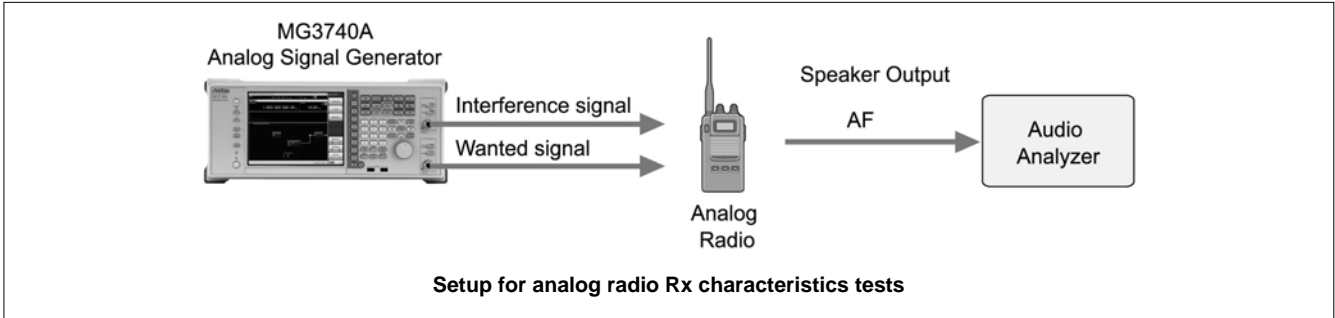 MG3740A
Analog Signal Generator
Interference signal
Wanted signal
Speaker Output
AF
Audio
Analyzer
Analog
Radio
Setup for analog radio Rx characteristics tests